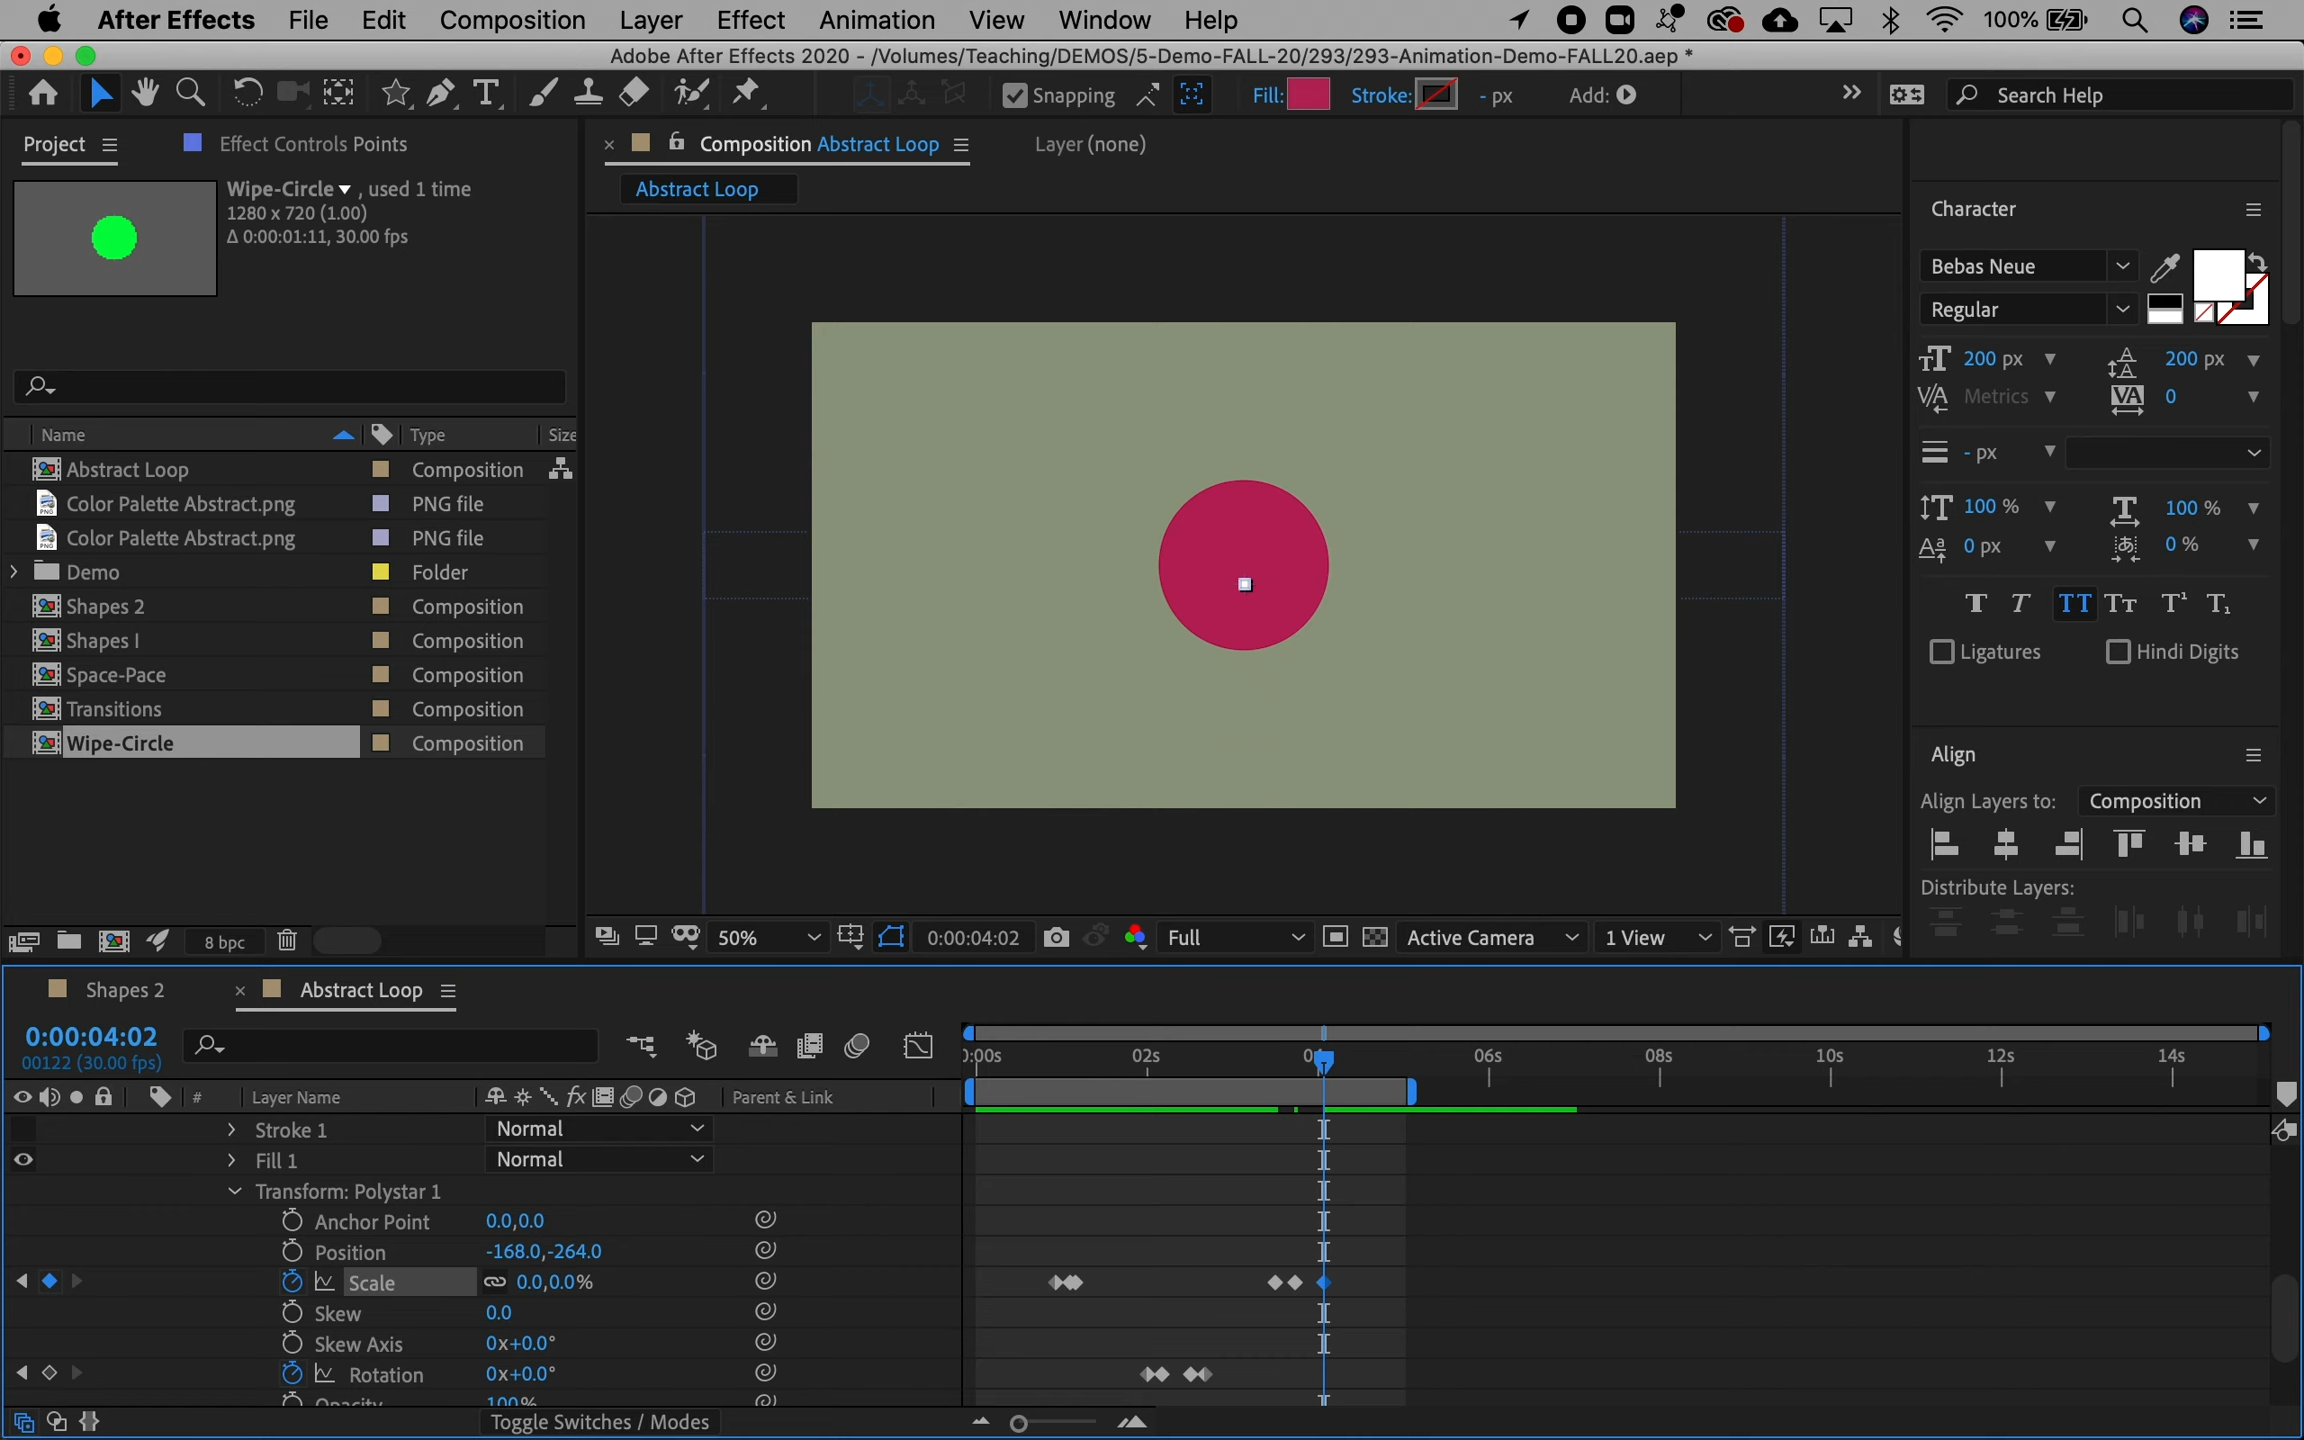 After Effects File Edit Composition Layer Effect Animation View Window Help 100%
Adobe After Effects 2020 - /Volumes/Teaching/DEMOS/5-Demo-FALL-20/293/293-Animation-Demo-FALL20.aep *
Snapping Fill: Stroke: - px Add: Search Help
Project Effect Controls Points
Wipe-Circle , used 1 time
1280 x 720 (1.00)
Δ 0:00:01:11, 30.00 fps
Name Type Size
Abstract Loop Composition
Color Palette Abstract.png PNG file
Color Palette Abstract.png PNG file
Demo Folder
Shapes 2 Composition
Shapes I Composition
Space-Pace Composition
Transitions Composition
Wipe-Circle Composition
8 bpc
Composition Abstract Loop Layer (none)
Abstract Loop
50% 0:00:04:02 Full Active Camera 1 View
Character
Bebas Neue
Regular
200 px 200 px
Metrics 0
- px
100 % 100 %
0 px 0 %
T T TT Tt T¹ T₁
Ligatures Hindi Digits
Align
Align Layers to: Composition
Distribute Layers:
Shapes 2 Abstract Loop
0:00:04:02
00122 (30.00 fps)
):00s 02s 0 06s 08s 10s 12s 14s
# Layer Name Parent & Link
Stroke 1 Normal
Fill 1 Normal
Transform: Polystar 1
Anchor Point 0.0,0.0
Position -168.0,-264.0
Scale 0.0,0.0%
Skew 0.0
Skew Axis 0x+0.0°
Rotation 0x+0.0°
Opacity 100%
Toggle Switches / Modes